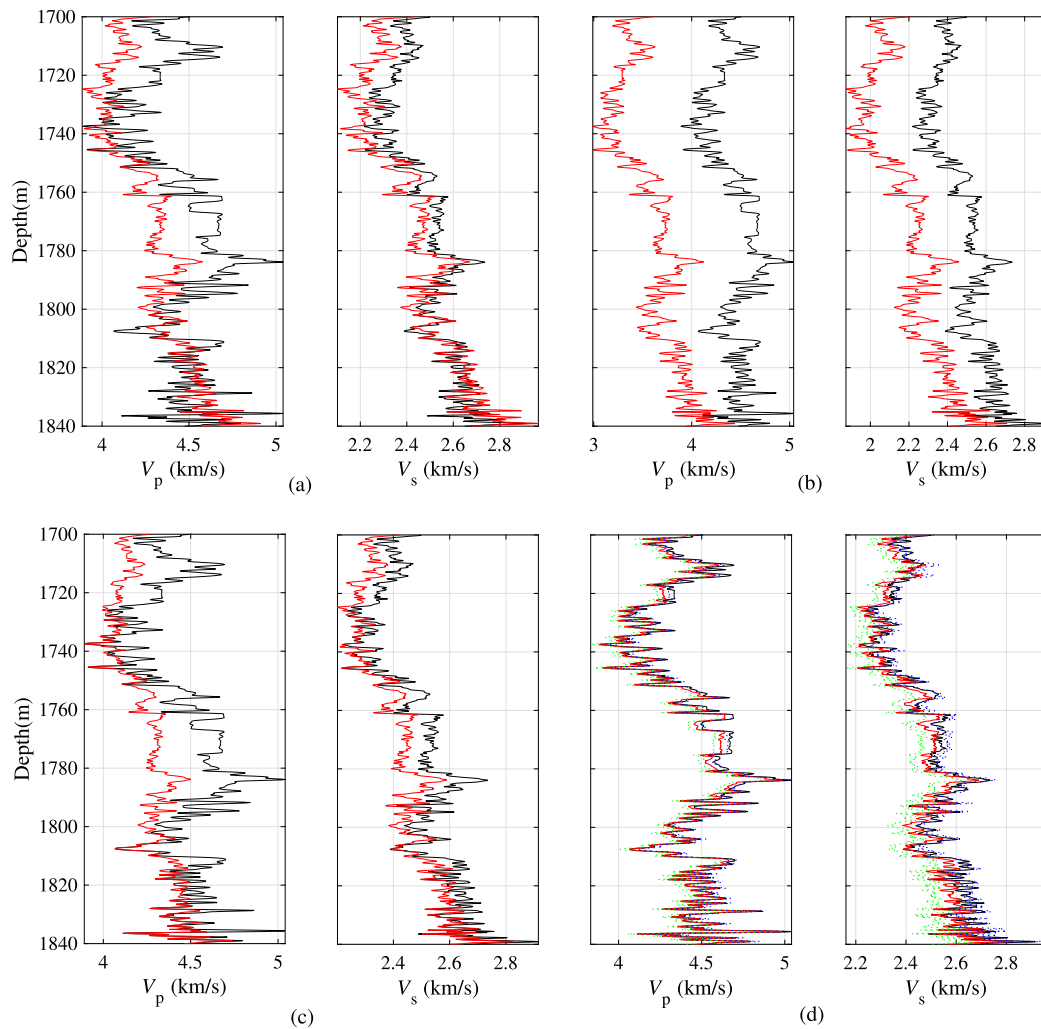 1700
1720
1740
1760
1780
1800
1820
1840
Depth(m)
4 4.5 5
Vp (km/s)
2.2 2.4 2.6 2.8
Vs (km/s)
(a)
3 4 5
Vp (km/s)
2 2.2 2.4 2.6 2.8
Vs (km/s)
(b)
1700
1720
1740
1760
1780
1800
1820
1840
Depth(m)
4 4.5 5
Vp (km/s)
2.4 2.6 2.8
Vs (km/s)
(c)
4 4.5 5
Vp (km/s)
2.2 2.4 2.6 2.8
Vs (km/s)
(d)